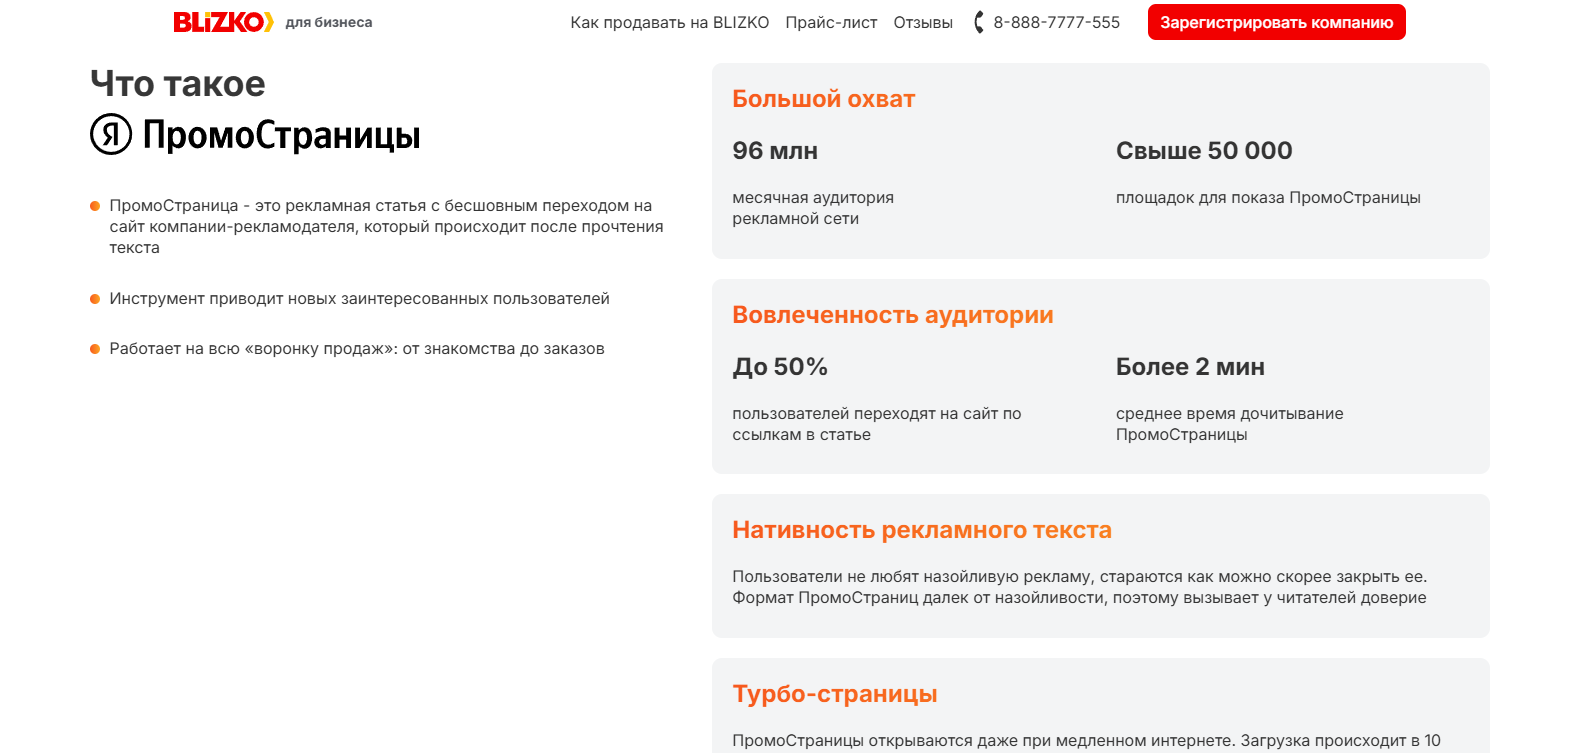 BLIZKO для бизнеса
Как продавать на BLIZKO Прайс-лист Отзывы 8-888-7777-555 Зарегистрировать компанию
Что такое
Я ПромоСтраницы
ПромоСтраница - это рекламная статья с бесшовным переходом на
сайт компании-рекламодателя, который происходит после прочтения
текста
Инструмент приводит новых заинтересованных пользователей
Работает на всю «воронку продаж»: от знакомства до заказов
Большой охват
96 млн
месячная аудитория
рекламной сети
Свыше 50 000
площадок для показа ПромоСтраницы
Вовлеченность аудитории
До 50%
пользователей переходят на сайт по
ссылкам в статье
Более 2 мин
среднее время дочитывание
ПромоСтраницы
Нативность рекламного текста
Пользователи не любят назойливую рекламу, стараются как можно скорее закрыть ее.
Формат ПромоСтраниц далек от назойливости, поэтому вызывает у читателей доверие
Турбо-страницы
ПромоСтраницы открываются даже при медленном интернете. Загрузка происходит в 10